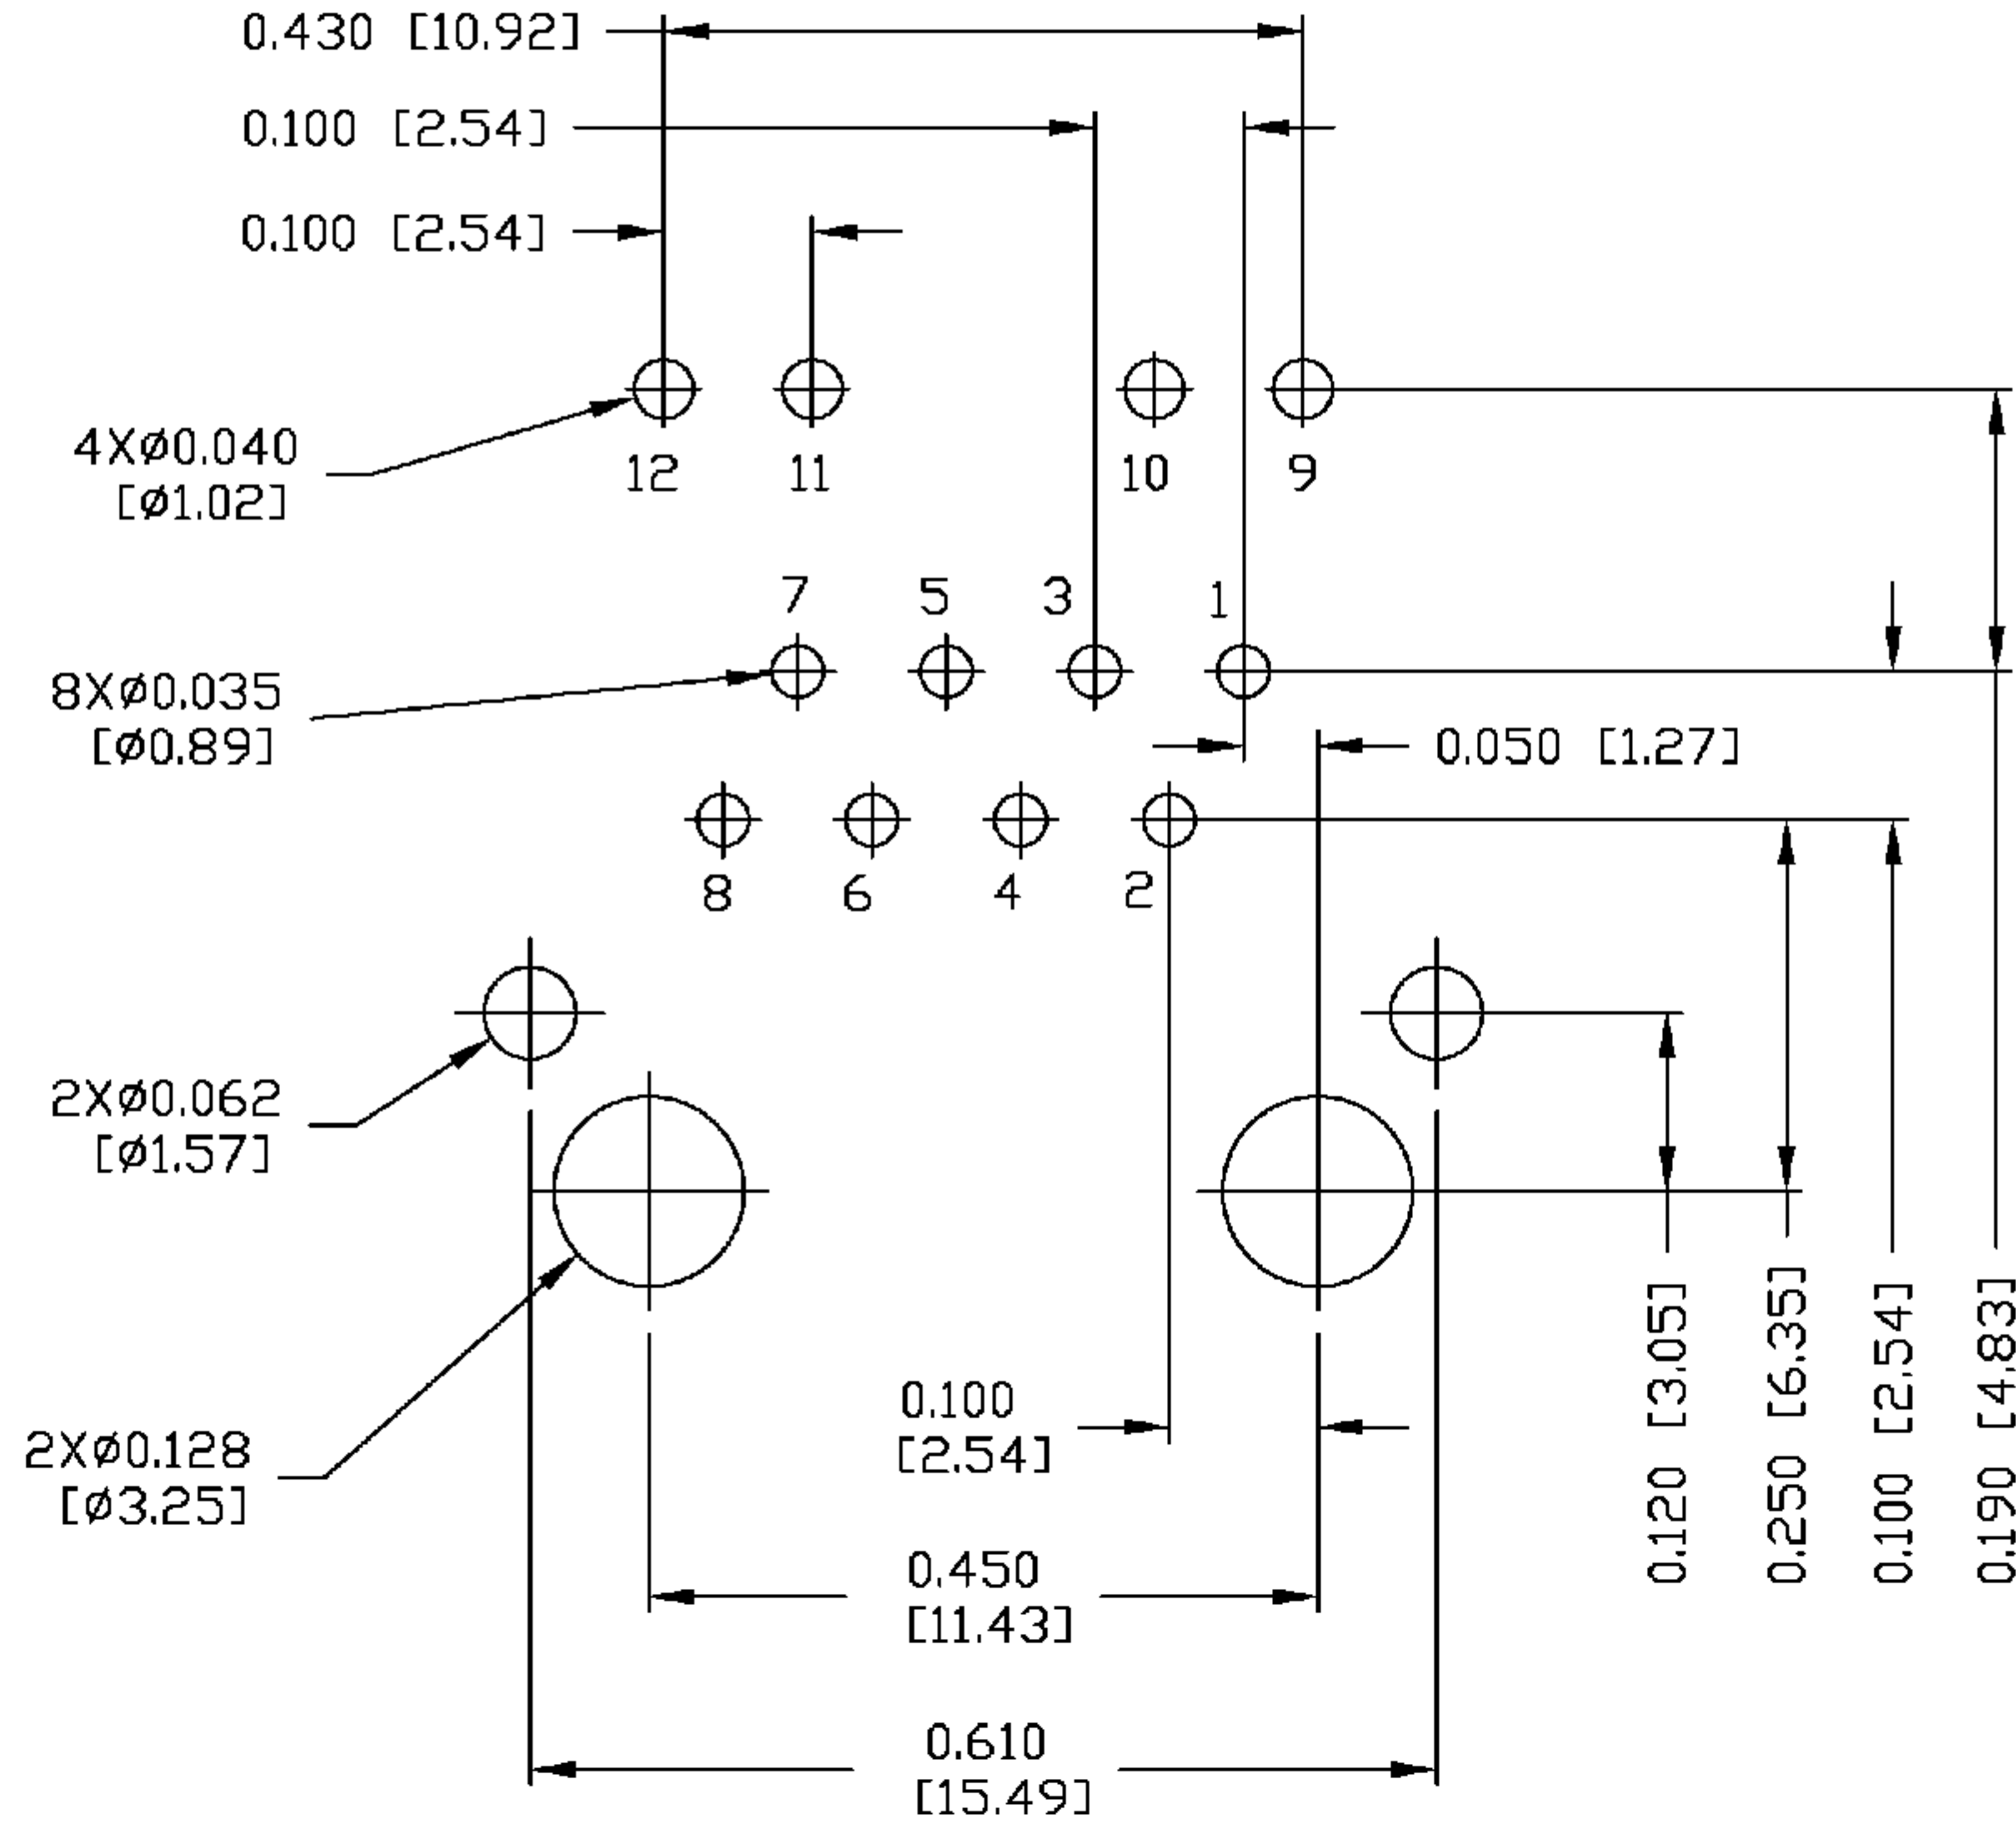 0.430 [10.92]
0.100 [2.54]
0.100 [2.54]
4XØ0.040
[Ø1.02]
12 11 10 9
7 5 3 1
8XØ0.035
[Ø0.89]
0.050 [1.27]
8 6 4 2
2XØ0.062
[Ø1.57]
2XØ0.128
[Ø3.25]
0.100
[2.54]
0.450
[11.43]
0.610
[15.49]
0.120 [3.05]
0.250 [6.35]
0.100 [2.54]
0.190 [4.83]